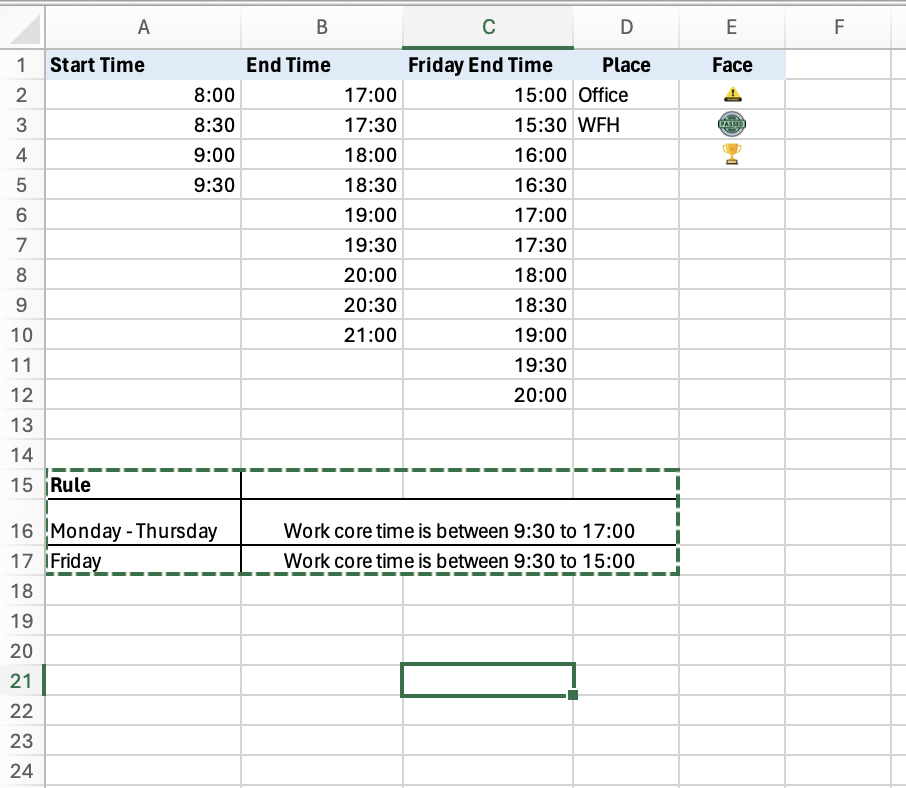 A B C D E F
1 Start Time End Time Friday End Time Place Face
2 8:00 17:00 15:00 Office
3 8:30 17:30 15:30 WFH PASSED
4 9:00 18:00 16:00
5 9:30 18:30 16:30
6 19:00 17:00
7 19:30 17:30
8 20:00 18:00
9 20:30 18:30
10 21:00 19:00
11 19:30
12 20:00
13
14
15 Rule
16 Monday - Thursday Work core time is between 9:30 to 17:00
17 Friday Work core time is between 9:30 to 15:00
18
19
20
21
22
23
24